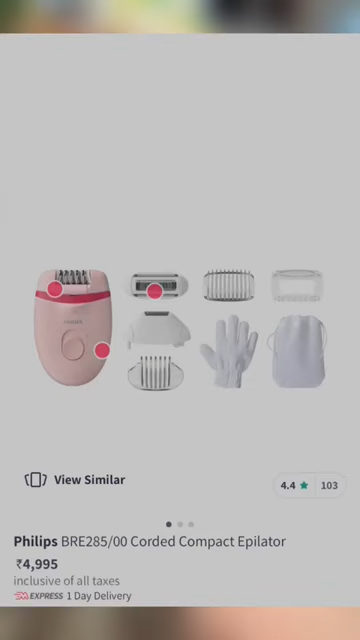 PHILIPS
View Similar
4.4 ★ 103
Philips BRE285/00 Corded Compact Epilator
₹4,995
inclusive of all taxes
EXPRESS 1 Day Delivery